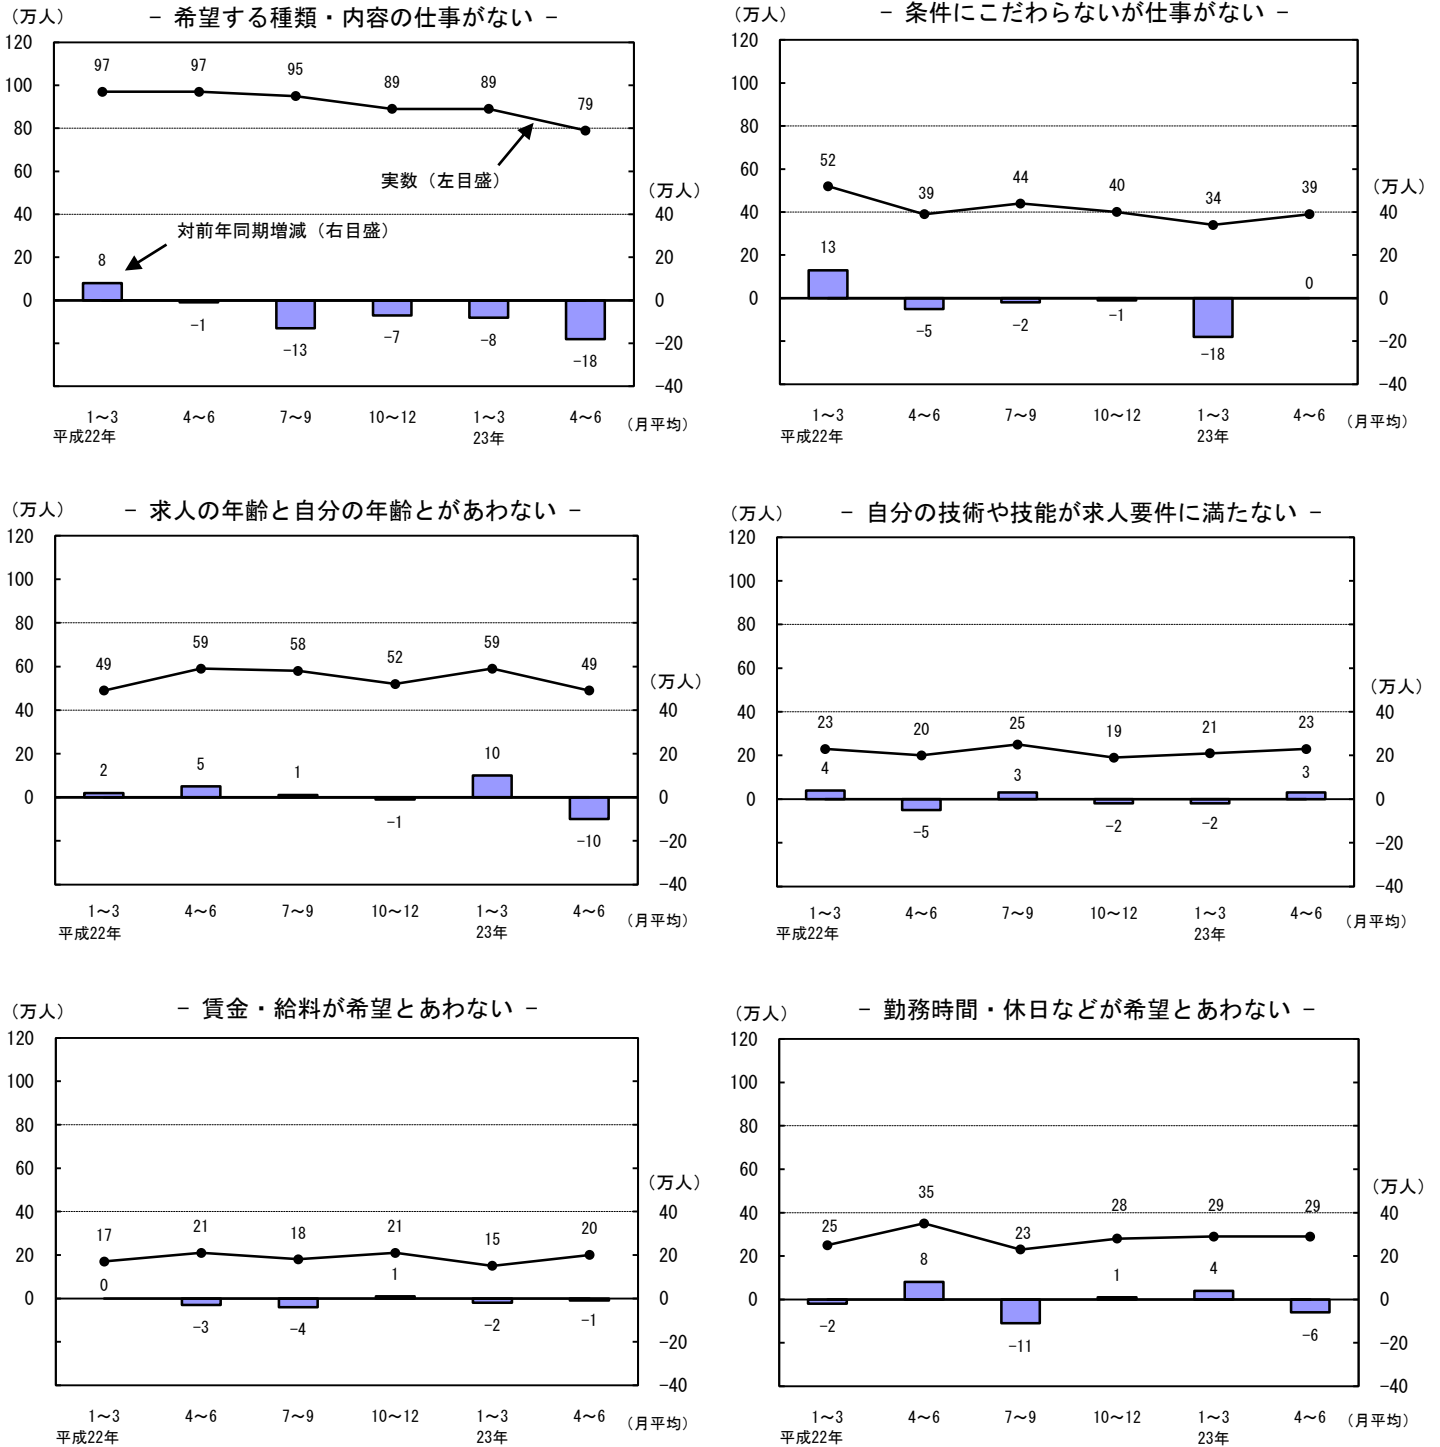 （万人）
－ 希望する種類・内容の仕事がない －
120
100
80
60
40
20
0
97 97 95 89 89 79
実数（左目盛）
対前年同期増減（右目盛）
8 −1 −13 −7 −8 −18
（万人）
40
20
0
−20
−40
1～3 4～6 7～9 10～12 1～3 4～6 （月平均）
平成22年 23年
（万人）
－ 条件にこだわらないが仕事がない －
120
100
80
60
40
20
0
52 39 44 40 34 39
13 −5 −2 −1 −18 0
（万人）
40
20
0
−20
−40
1～3 4～6 7～9 10～12 1～3 4～6 （月平均）
平成22年 23年
（万人）
－ 求人の年齢と自分の年齢とがあわない －
120
100
80
60
40
20
0
49 59 58 52 59 49
2 5 1 −1 10 −10
（万人）
40
20
0
−20
−40
1～3 4～6 7～9 10～12 1～3 4～6 （月平均）
平成22年 23年
（万人）
－ 自分の技術や技能が求人要件に満たない －
120
100
80
60
40
20
0
23 20 25 19 21 23
4 −5 3 −2 −2 3
（万人）
40
20
0
−20
−40
1～3 4～6 7～9 10～12 1～3 4～6 （月平均）
平成22年 23年
（万人）
－ 賃金・給料が希望とあわない －
120
100
80
60
40
20
0
17 21 18 21 15 20
0 −3 −4 1 −2 −1
（万人）
40
20
0
−20
−40
1～3 4～6 7～9 10～12 1～3 4～6 （月平均）
平成22年 23年
（万人）
－ 勤務時間・休日などが希望とあわない －
120
100
80
60
40
20
0
25 35 23 28 29 29
−2 8 −11 1 4 −6
（万人）
40
20
0
−20
−40
1～3 4～6 7～9 10～12 1～3 4～6 （月平均）
平成22年 23年